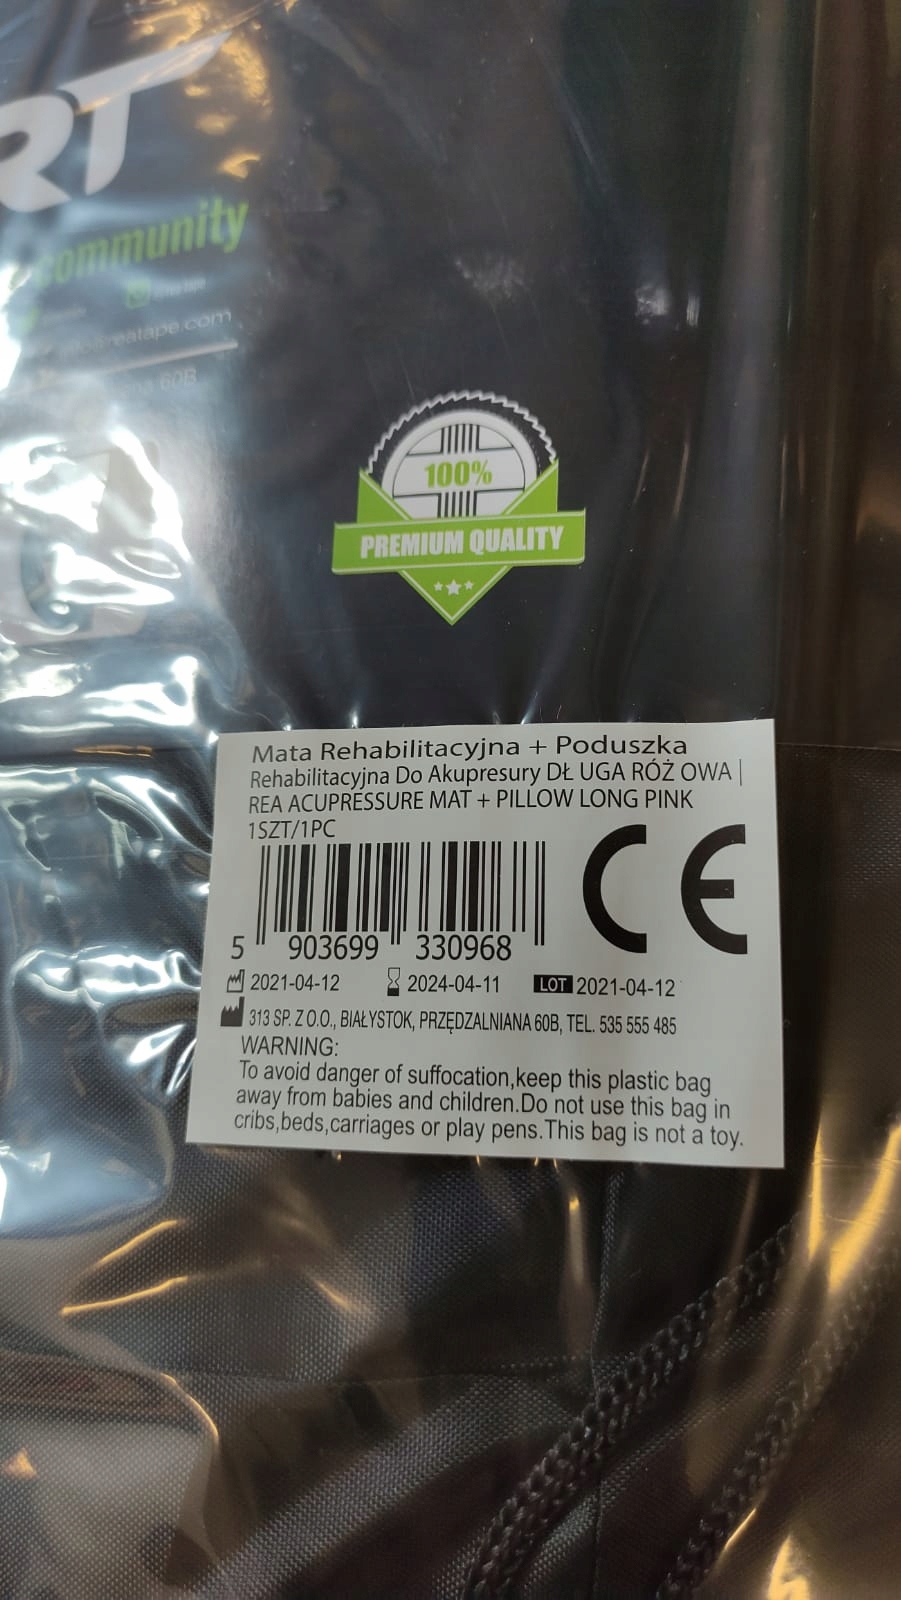 RT
community
reatape.com
60B
100%
PREMIUM QUALITY
Mata Rehabilitacyjna + Poduszka
Rehabilitacyjna Do Akupresury DŁ UGA RÓŻ OWA |
REA ACUPRESSURE MAT + PILLOW LONG PINK
1SZT/1PC
5 903699 330968
CE
2021-04-12 2024-04-11 LOT 2021-04-12
313 SP. Z O.O., BIAŁYSTOK, PRZĘDZALNIANA 60B, TEL. 535 555 485
WARNING:
To avoid danger of suffocation,keep this plastic bag
away from babies and children.Do not use this bag in
cribs,beds,carriages or play pens.This bag is not a toy.